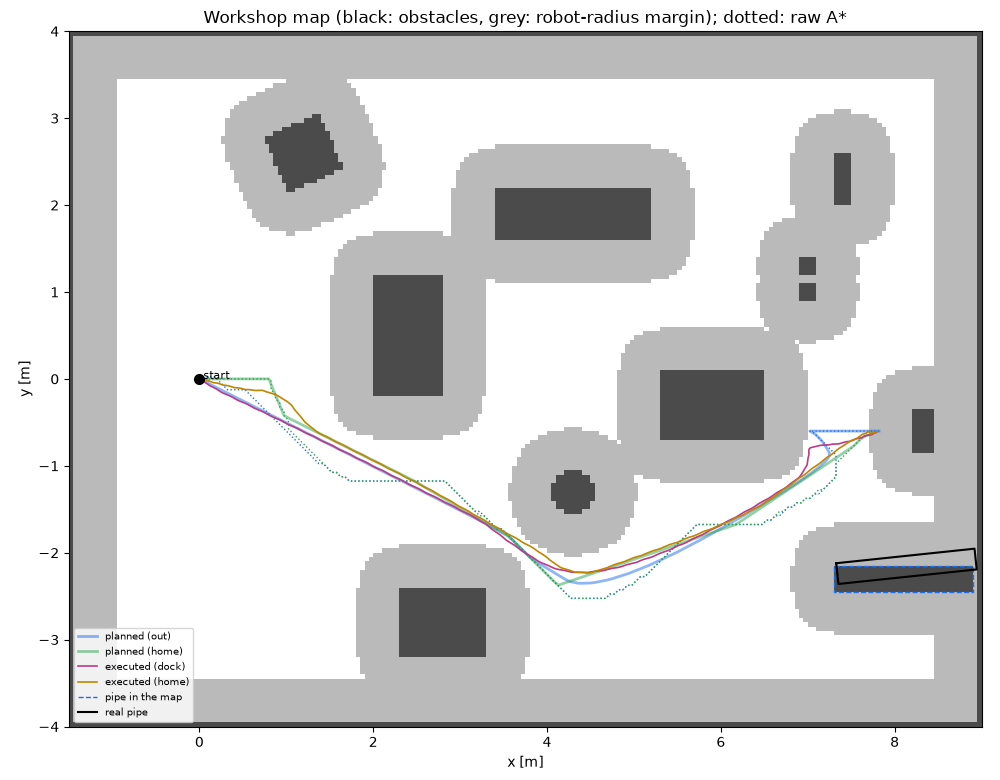 Workshop map (black: obstacles, grey: robot-radius margin); dotted: raw A*
4
3
2
1
0
−1
−2
−3
−4
y [m]
start
planned (out)
planned (home)
executed (dock)
executed (home)
pipe in the map
real pipe
0
2
4
6
8
x [m]